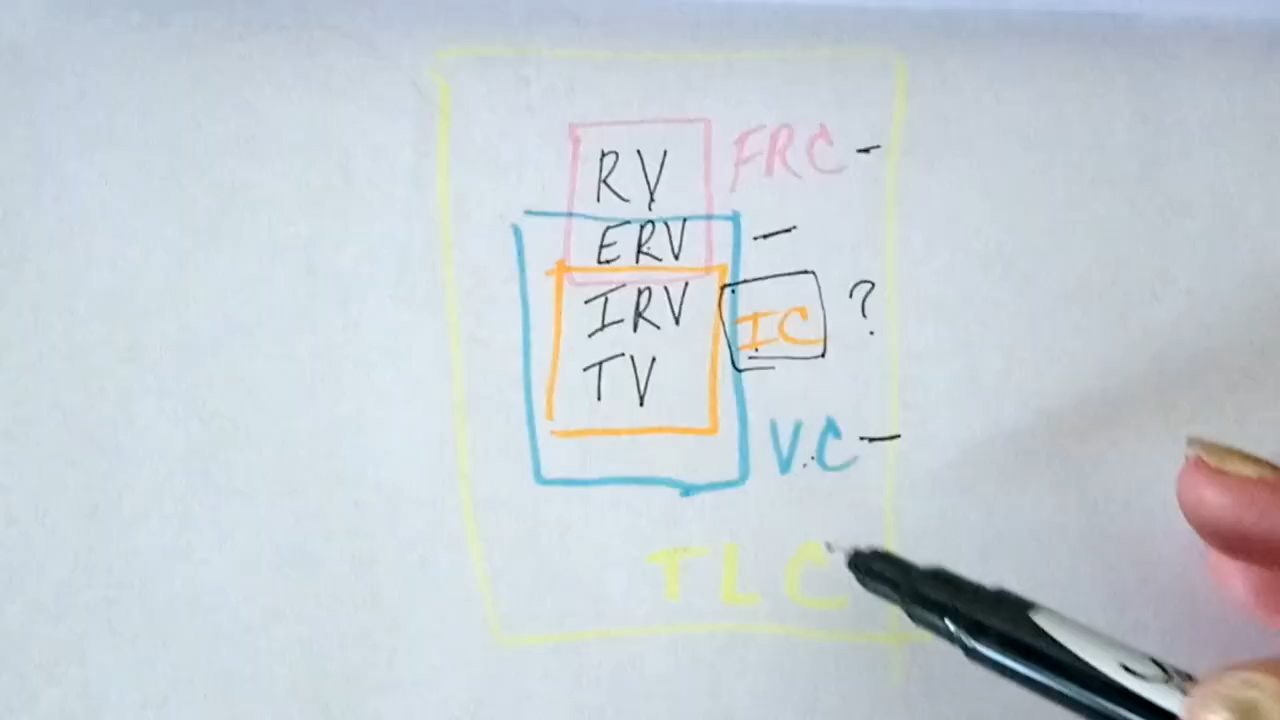 RV FRC -
ERV -
IRV IC ?
TV
V.C -
TLC